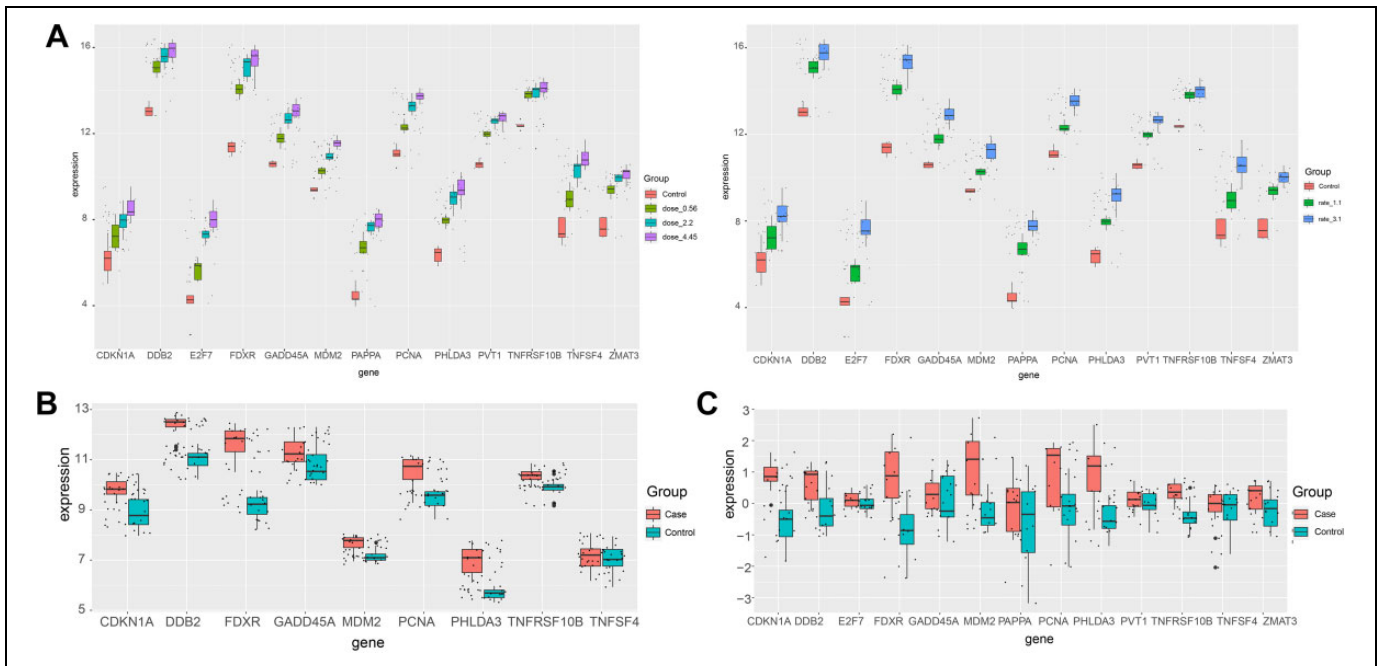 A
16
12
8
4
expression
CDKN1A DDB2 E2F7 FDXR GADD45A MDM2 PAPPA PCNA PHLDA3 PVT1 TNFRSF10B TNFSF4 ZMAT3
gene
Group
Control
dose_0.56
dose_2.2
dose_4.45
16
12
8
4
expression
CDKN1A DDB2 E2F7 FDXR GADD45A MDM2 PAPPA PCNA PHLDA3 PVT1 TNFRSF10B TNFSF4 ZMAT3
gene
Group
Control
rate_1.1
rate_3.1
B
13
11
9
7
5
expression
CDKN1A DDB2 FDXR GADD45A MDM2 PCNA PHLDA3 TNFRSF10B TNFSF4
gene
Group
Case
Control
C
3
2
1
0
−1
−2
−3
expression
CDKN1A DDB2 E2F7 FDXR GADD45A MDM2 PAPPA PCNA PHLDA3 PVT1 TNFRSF10B TNFSF4 ZMAT3
gene
Group
Case
Control